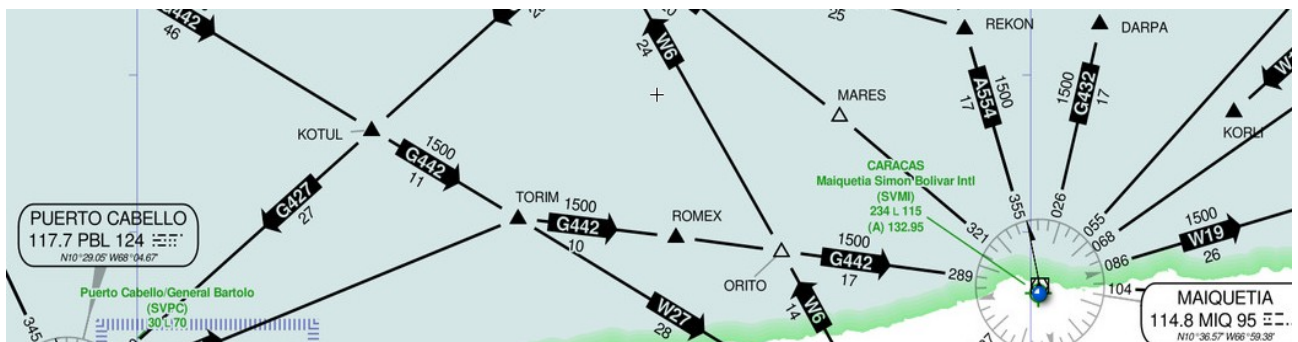 G442
46
24
W6
25
REKON
DARPA
A554
1500
17
1500
G432
17
KORLI
MARES
KOTUL
1500
G442
11
G427
27
TORIM
1500
G442
10
ROMEX
ORITO
1500
G442
17
W6
14
W27
28
CARACAS
Maiquetia Simon Bolivar Intl
(SVMI)
234 L 115
(A) 132.95
321
289
355
026
055
068
086
104
1500
W19
26
PUERTO CABELLO
117.7 PBL 124
N10°29.05' W68°04.67'
Puerto Cabello/General Bartolo
(SVPC)
30 L 70
345
MAIQUETIA
114.8 MIQ 95
N10°36.57' W66°59.38'